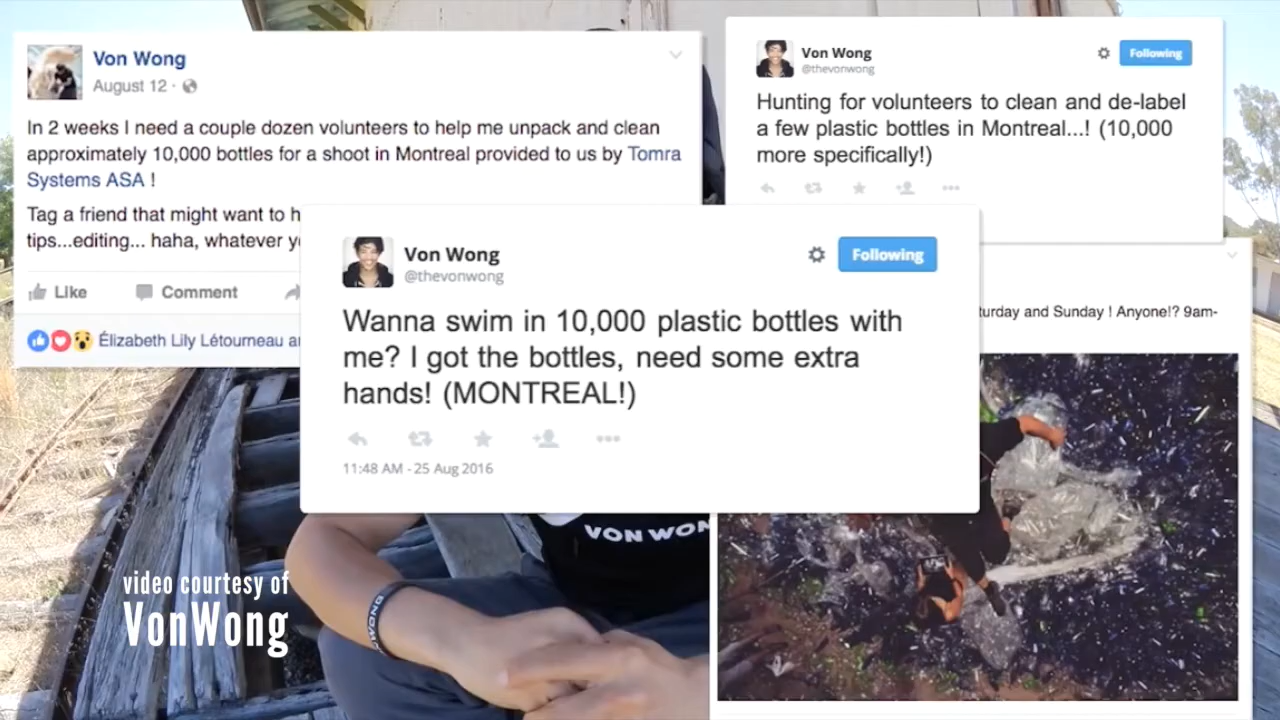 Von Wong
August 12 ·
In 2 weeks I need a couple dozen volunteers to help me unpack and clean
approximately 10,000 bottles for a shoot in Montreal provided to us by Tomra
Systems ASA !
Tag a friend that might want to h
tips...editing... haha, whatever
Like Comment
Élizabeth Lily Létourneau
Von Wong
@thevonwong
Following
Hunting for volunteers to clean and de-label
a few plastic bottles in Montreal...! (10,000
more specifically!)
Von Wong
@thevonwong
Following
Wanna swim in 10,000 plastic bottles with
me? I got the bottles, need some extra
hands! (MONTREAL!)
11:48 AM - 25 Aug 2016
turday and Sunday ! Anyone!? 9am-
VON WON
video courtesy of
VonWong